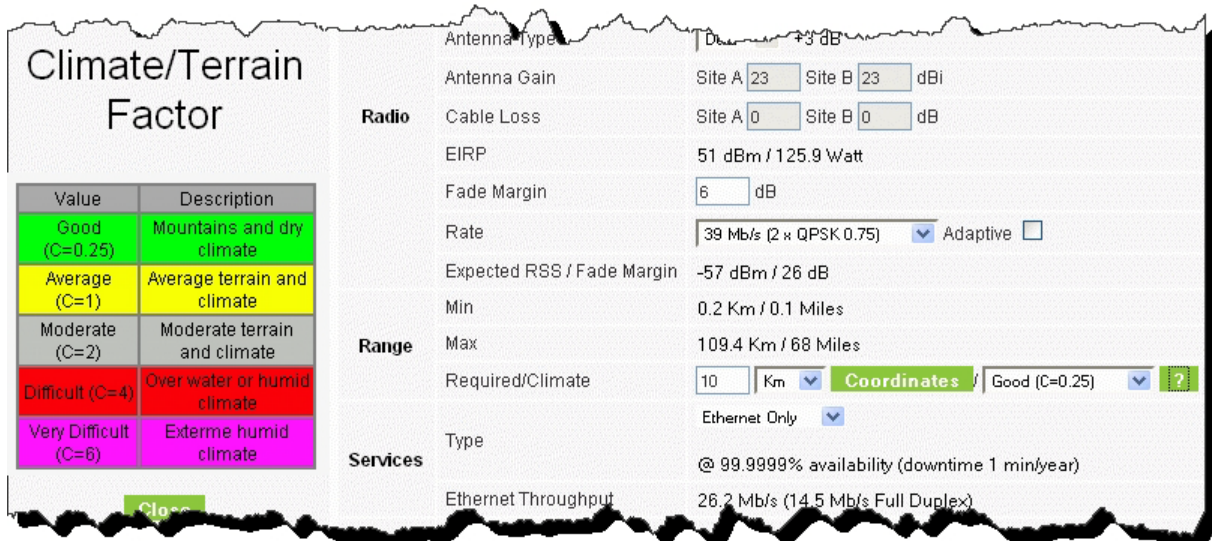 Climate/Terrain
Factor
Value Description
Good
(C=0.25)
Mountains and dry
climate
Average
(C=1)
Average terrain and
climate
Moderate
(C=2)
Moderate terrain
and climate
Difficult (C=4)
Over water or humid
climate
Very Difficult
(C=6)
Exterme humid
climate
Close
Antenna Type +3 dB
Radio
Antenna Gain Site A 23 Site B 23 dBi
Cable Loss Site A 0 Site B 0 dB
EIRP 51 dBm / 125.9 Watt
Fade Margin 6 dB
Rate 39 Mb/s (2 x QPSK 0.75) Adaptive
Expected RSS / Fade Margin -57 dBm / 26 dB
Range
Min 0.2 Km / 0.1 Miles
Max 109.4 Km / 68 Miles
Required/Climate 10 Km Coordinates / Good (C=0.25) ?
Services
Type Ethernet Only
@ 99.9999% availability (downtime 1 min/year)
Ethernet Throughput 26.2 Mb/s (14.5 Mb/s Full Duplex)